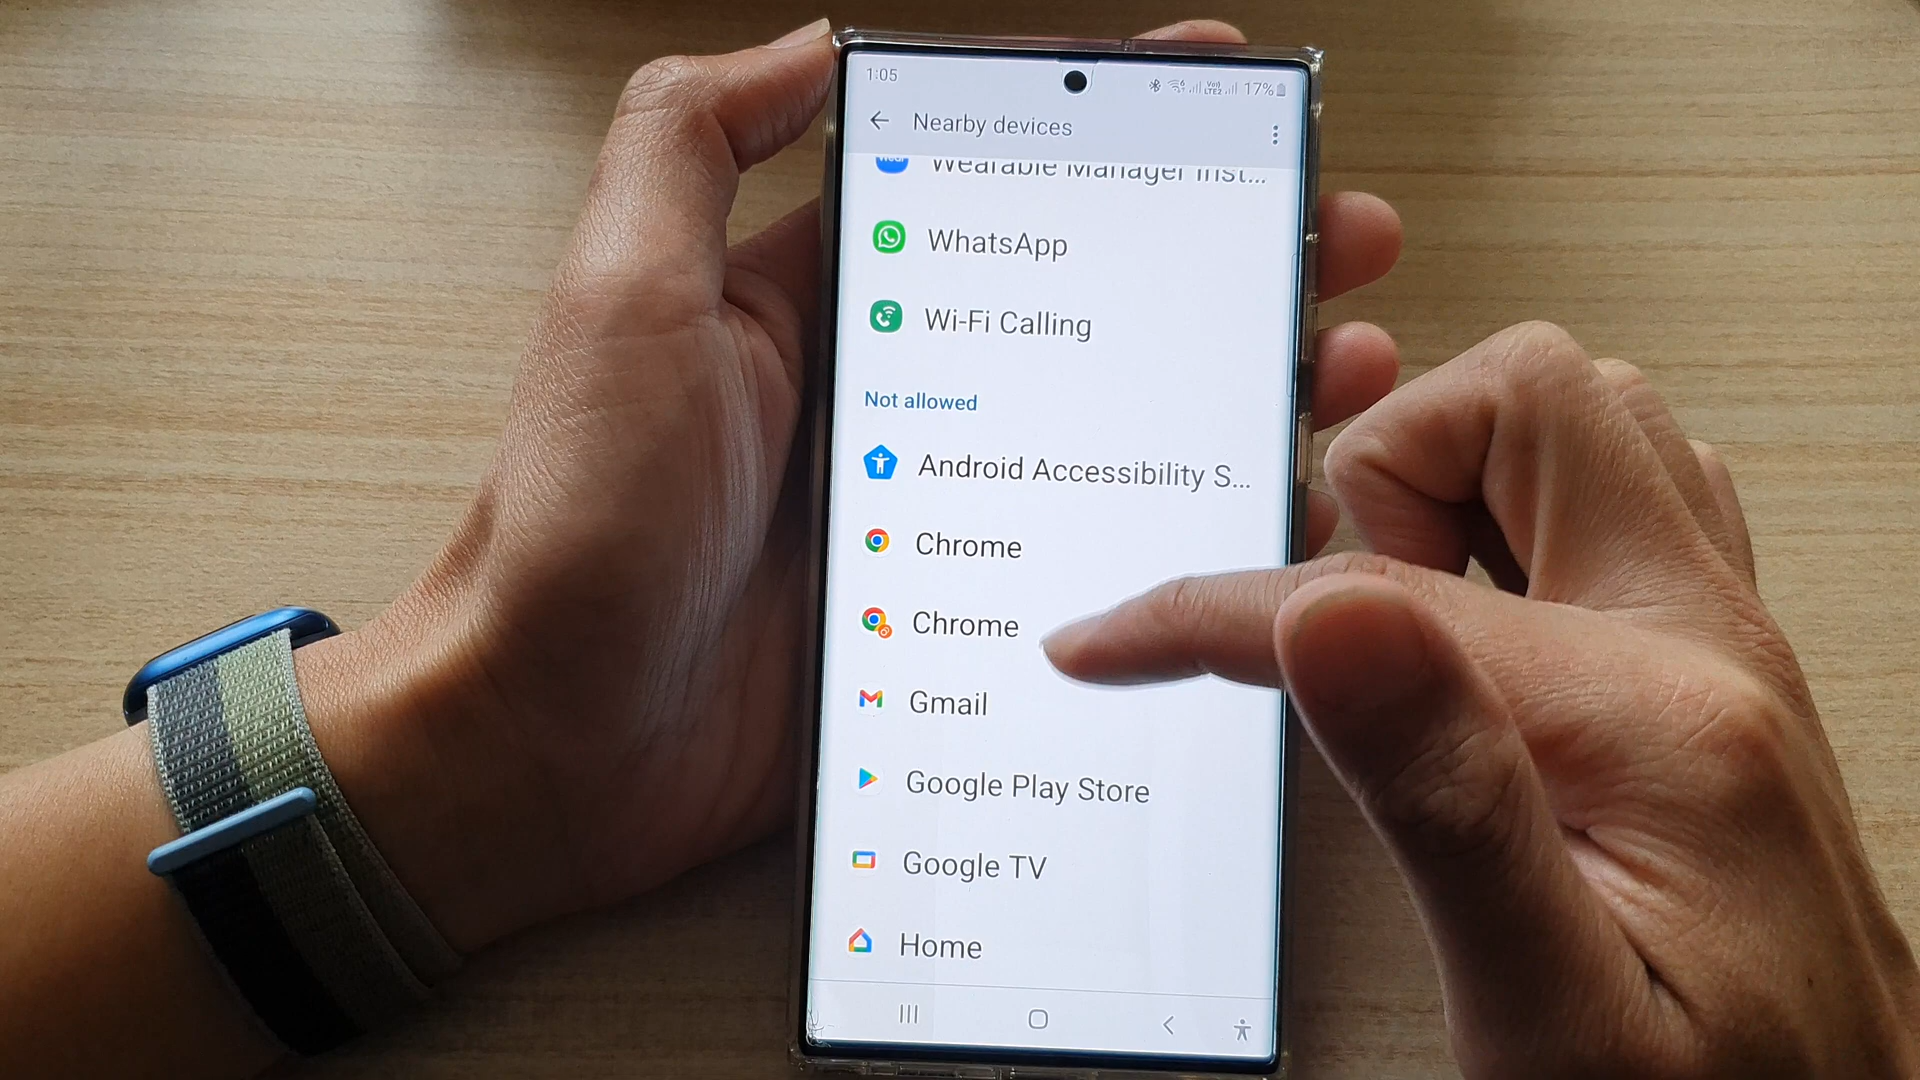 1:05
17%
Nearby devices
Wearable Manager Inst...
WhatsApp
Wi-Fi Calling
Not allowed
Android Accessibility S...
Chrome
Chrome
Gmail
Google Play Store
Google TV
Home